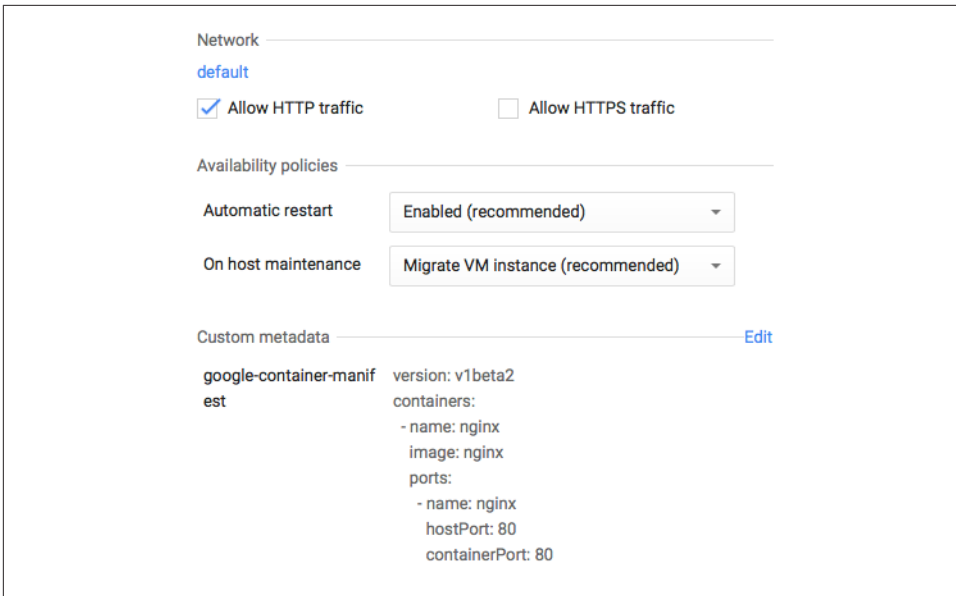 Network
default
Allow HTTP traffic
Allow HTTPS traffic
Availability policies
Automatic restart
Enabled (recommended)
On host maintenance
Migrate VM instance (recommended)
Custom metadata
Edit
google-container-manif
est
version: v1beta2
containers:
- name: nginx
image: nginx
ports:
- name: nginx
hostPort: 80
containerPort: 80